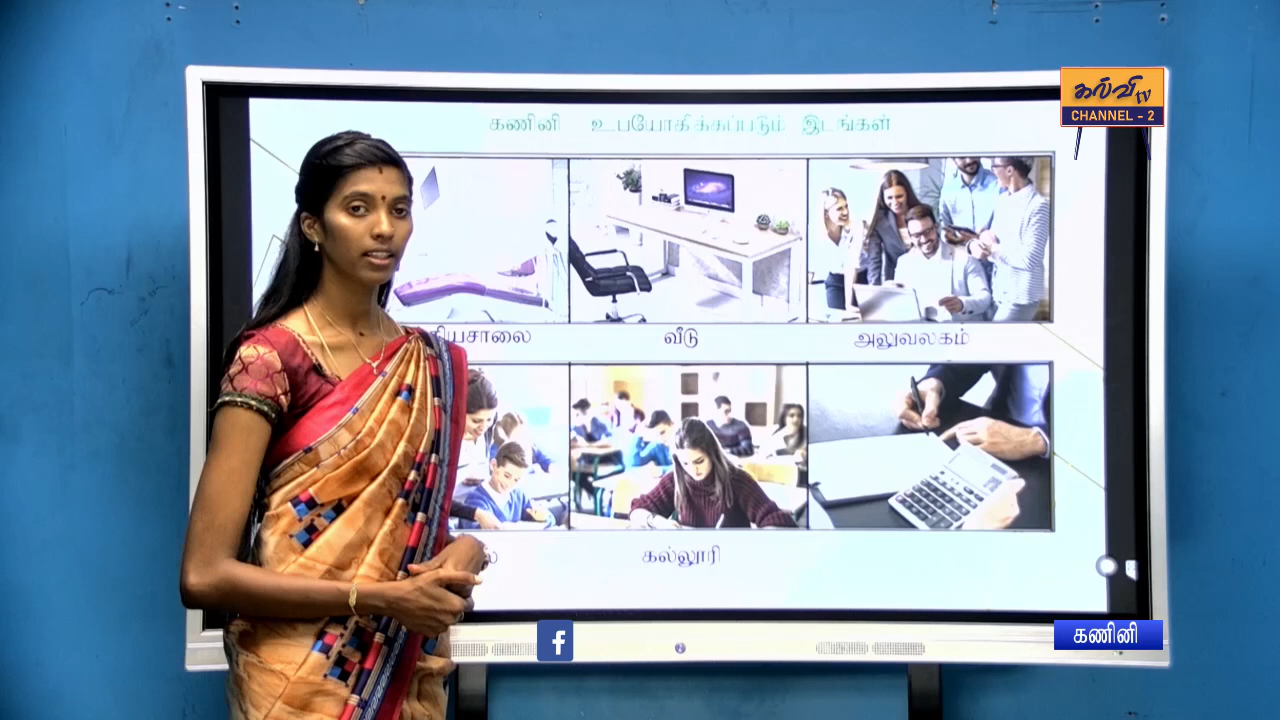 கல்வி tv
CHANNEL - 2
கணினி உபயோகிக்கப்படும் இடங்கள்
வீடு
அலுவலகம்
கல்லூரி
f
கணினி